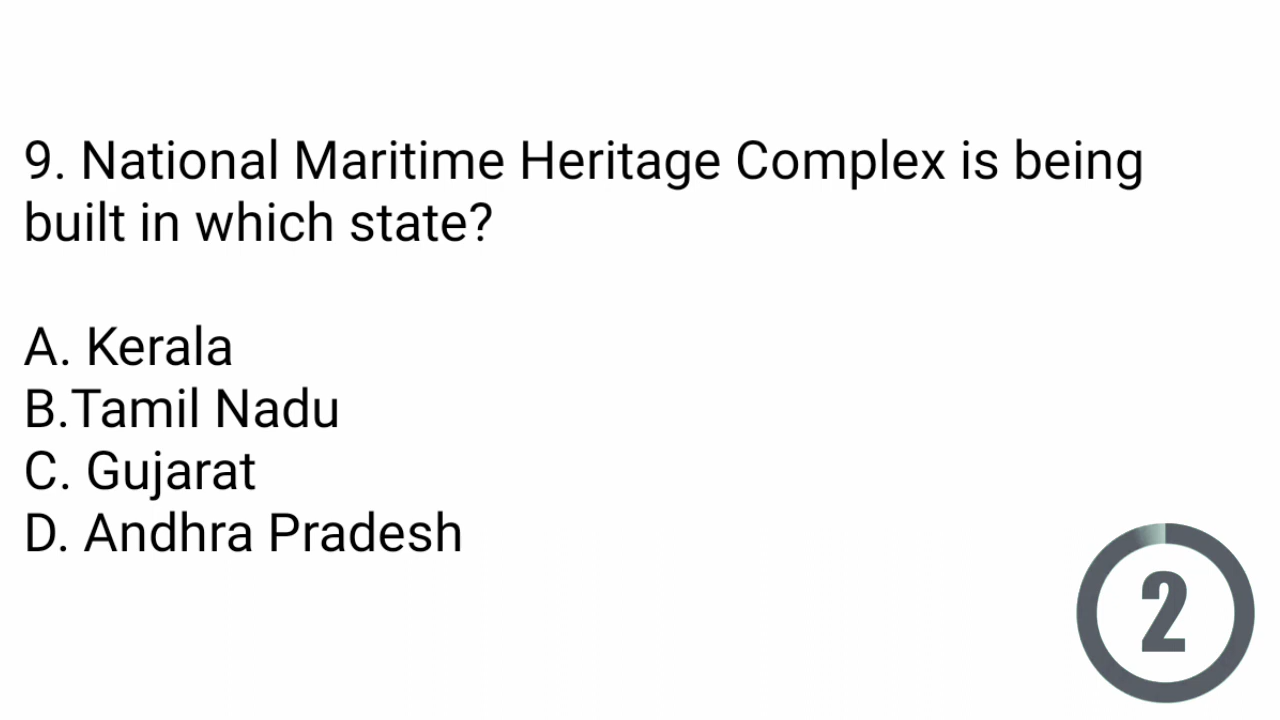 9. National Maritime Heritage Complex is being
built in which state?
A. Kerala
B.Tamil Nadu
C. Gujarat
D. Andhra Pradesh
2